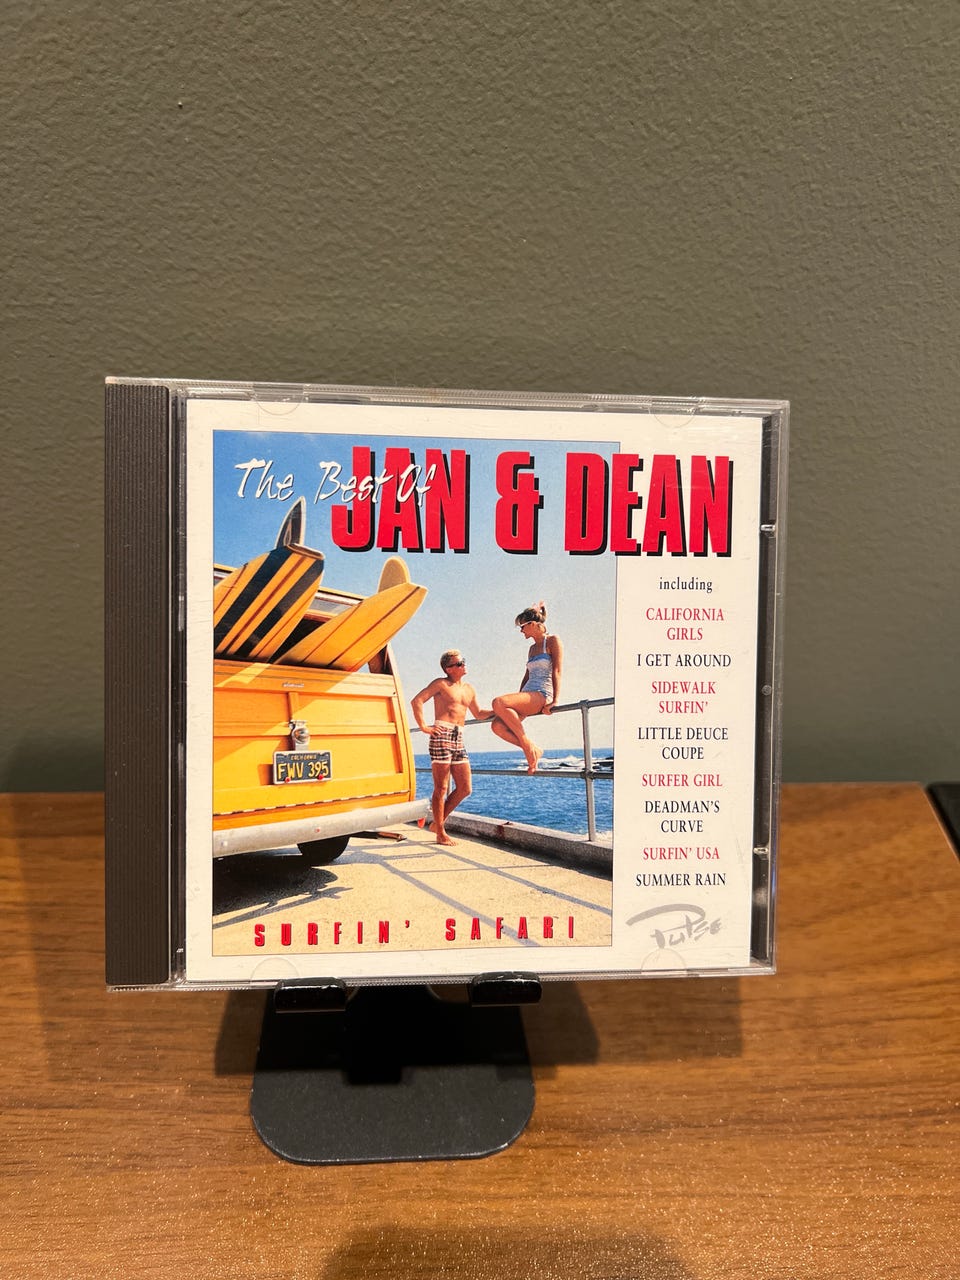 The Best Of
JAN & DEAN
including
CALIFORNIA
GIRLS
I GET AROUND
SIDEWALK
SURFIN'
LITTLE DEUCE
COUPE
SURFER GIRL
DEADMAN'S
CURVE
SURFIN' USA
SUMMER RAIN
Pulse
CALIFORNIA
FWV 395
SURFIN' SAFARI